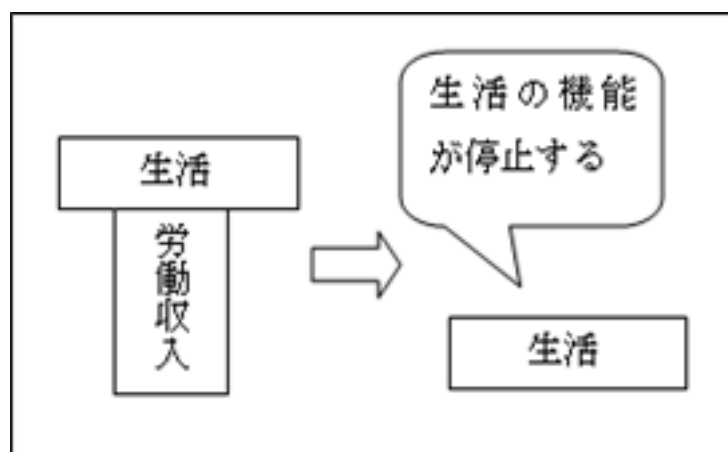 生活
労働収入
生活の機能
が停止する
生活